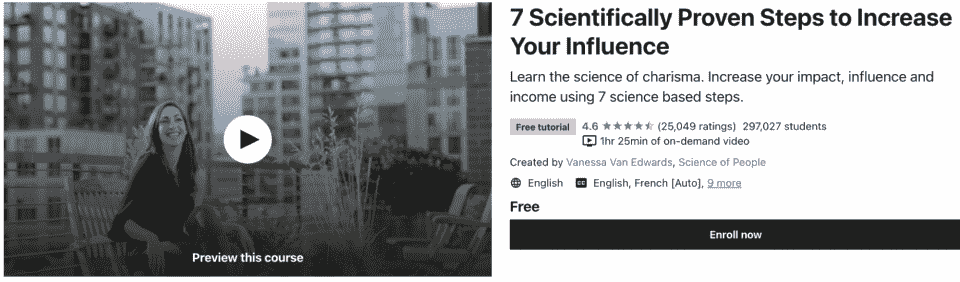 7 Scientifically Proven Steps to Increase
Your Influence
Learn the science of charisma. Increase your impact, influence and
income using 7 science based steps.
Free tutorial 4.6 (25,049 ratings) 297,027 students
1hr 25min of on-demand video
Created by Vanessa Van Edwards, Science of People
English CC English, French [Auto], 9 more
Free
Enroll now
Preview this course